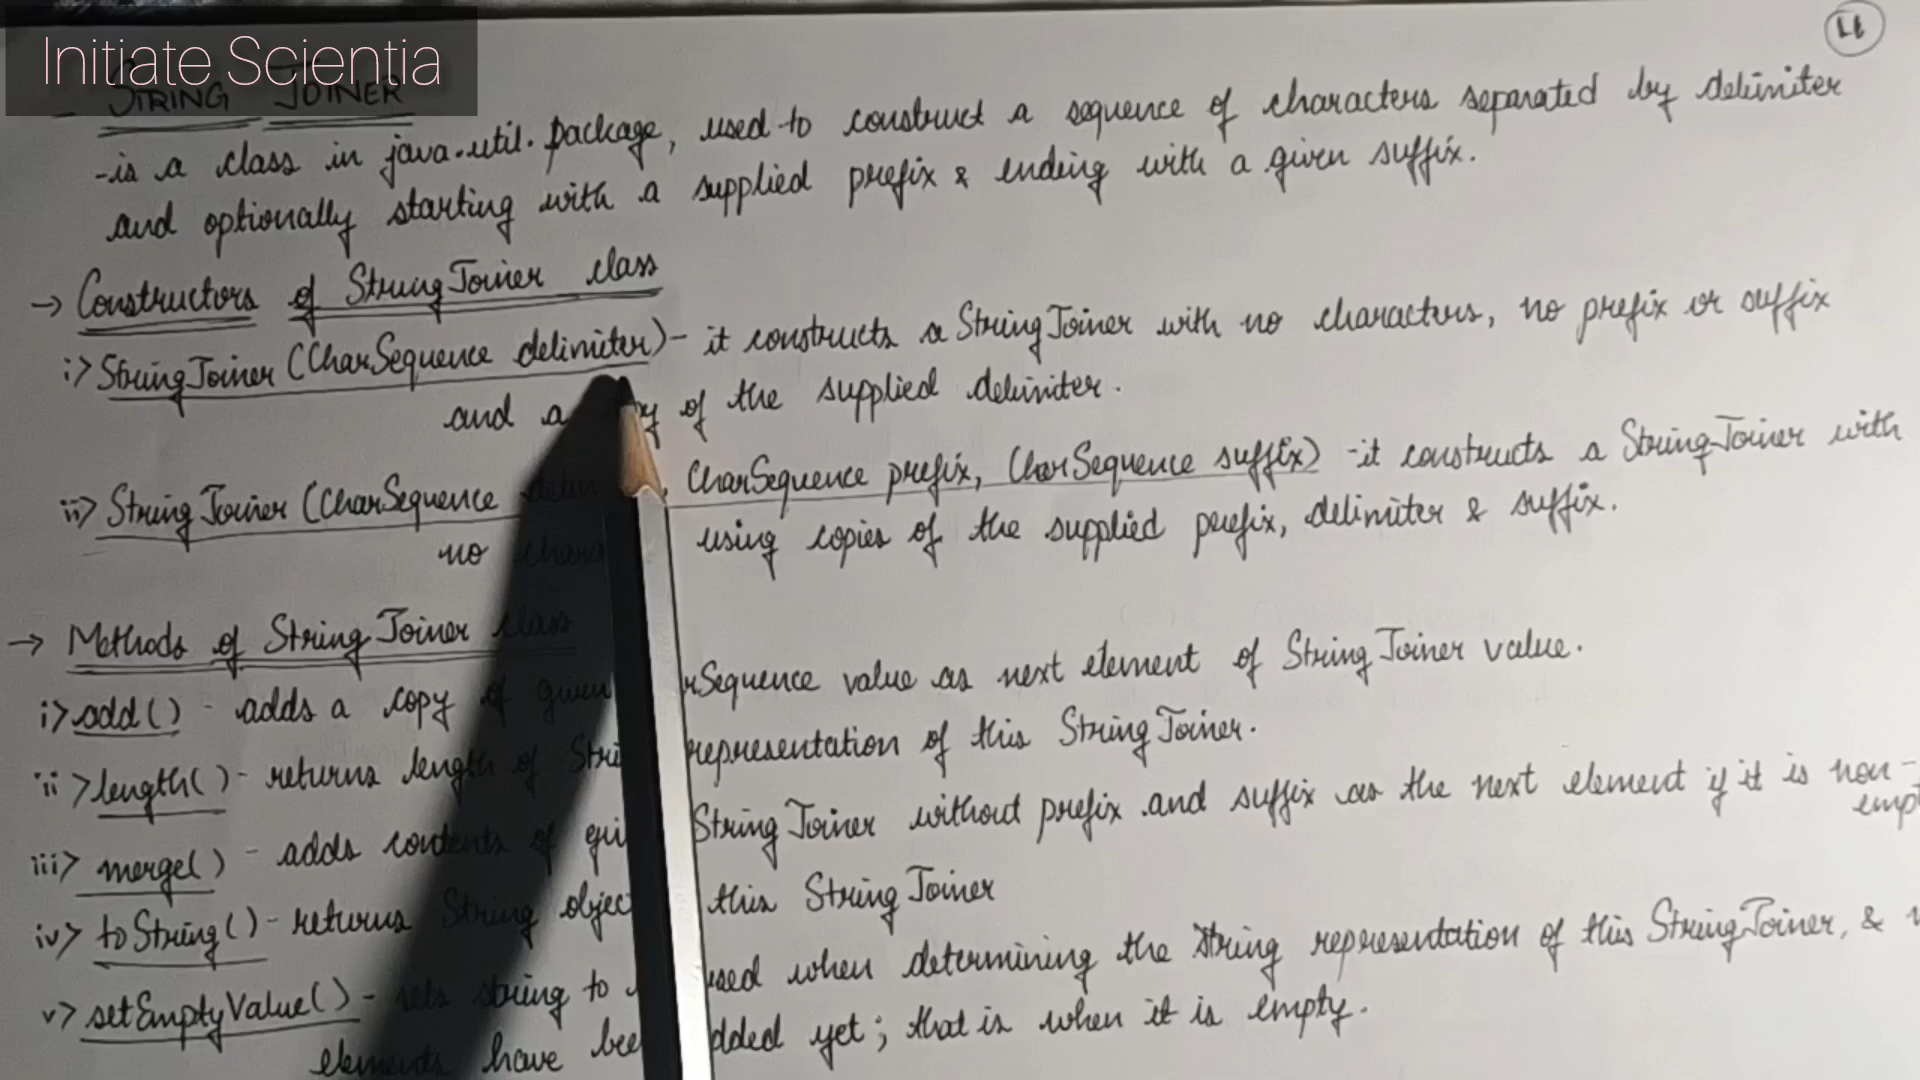 Initiate Scientia
16
STRING JOINER
- is a class in java.util. package, used to construct a sequence of characters separated by delimiter
and optionally starting with a supplied prefix & ending with a given suffix.
→ Constructors of StringJoiner class
i> StringJoiner (CharSequence delimiter) - it constructs a StringJoiner with no characters, no prefix or suffix
and a of the supplied delimiter.
ii> StringJoiner (CharSequence , CharSequence prefix, CharSequence suffix) - it constructs a StringJoiner with
no using copies of the supplied prefix, delimiter & suffix.
→ Methods of StringJoiner class
i> add() - adds a copy of given Sequence value as next element of StringJoiner value.
ii> length() - returns length of representation of this StringJoiner.
iii> merge() - adds contents of StringJoiner without prefix and suffix as the next element if it is non-
iv> toString() - returns String this StringJoiner
v> setEmptyValue() - sets string to when determining the String representation of this StringJoiner, &
elements have yet; that is when it is empty.